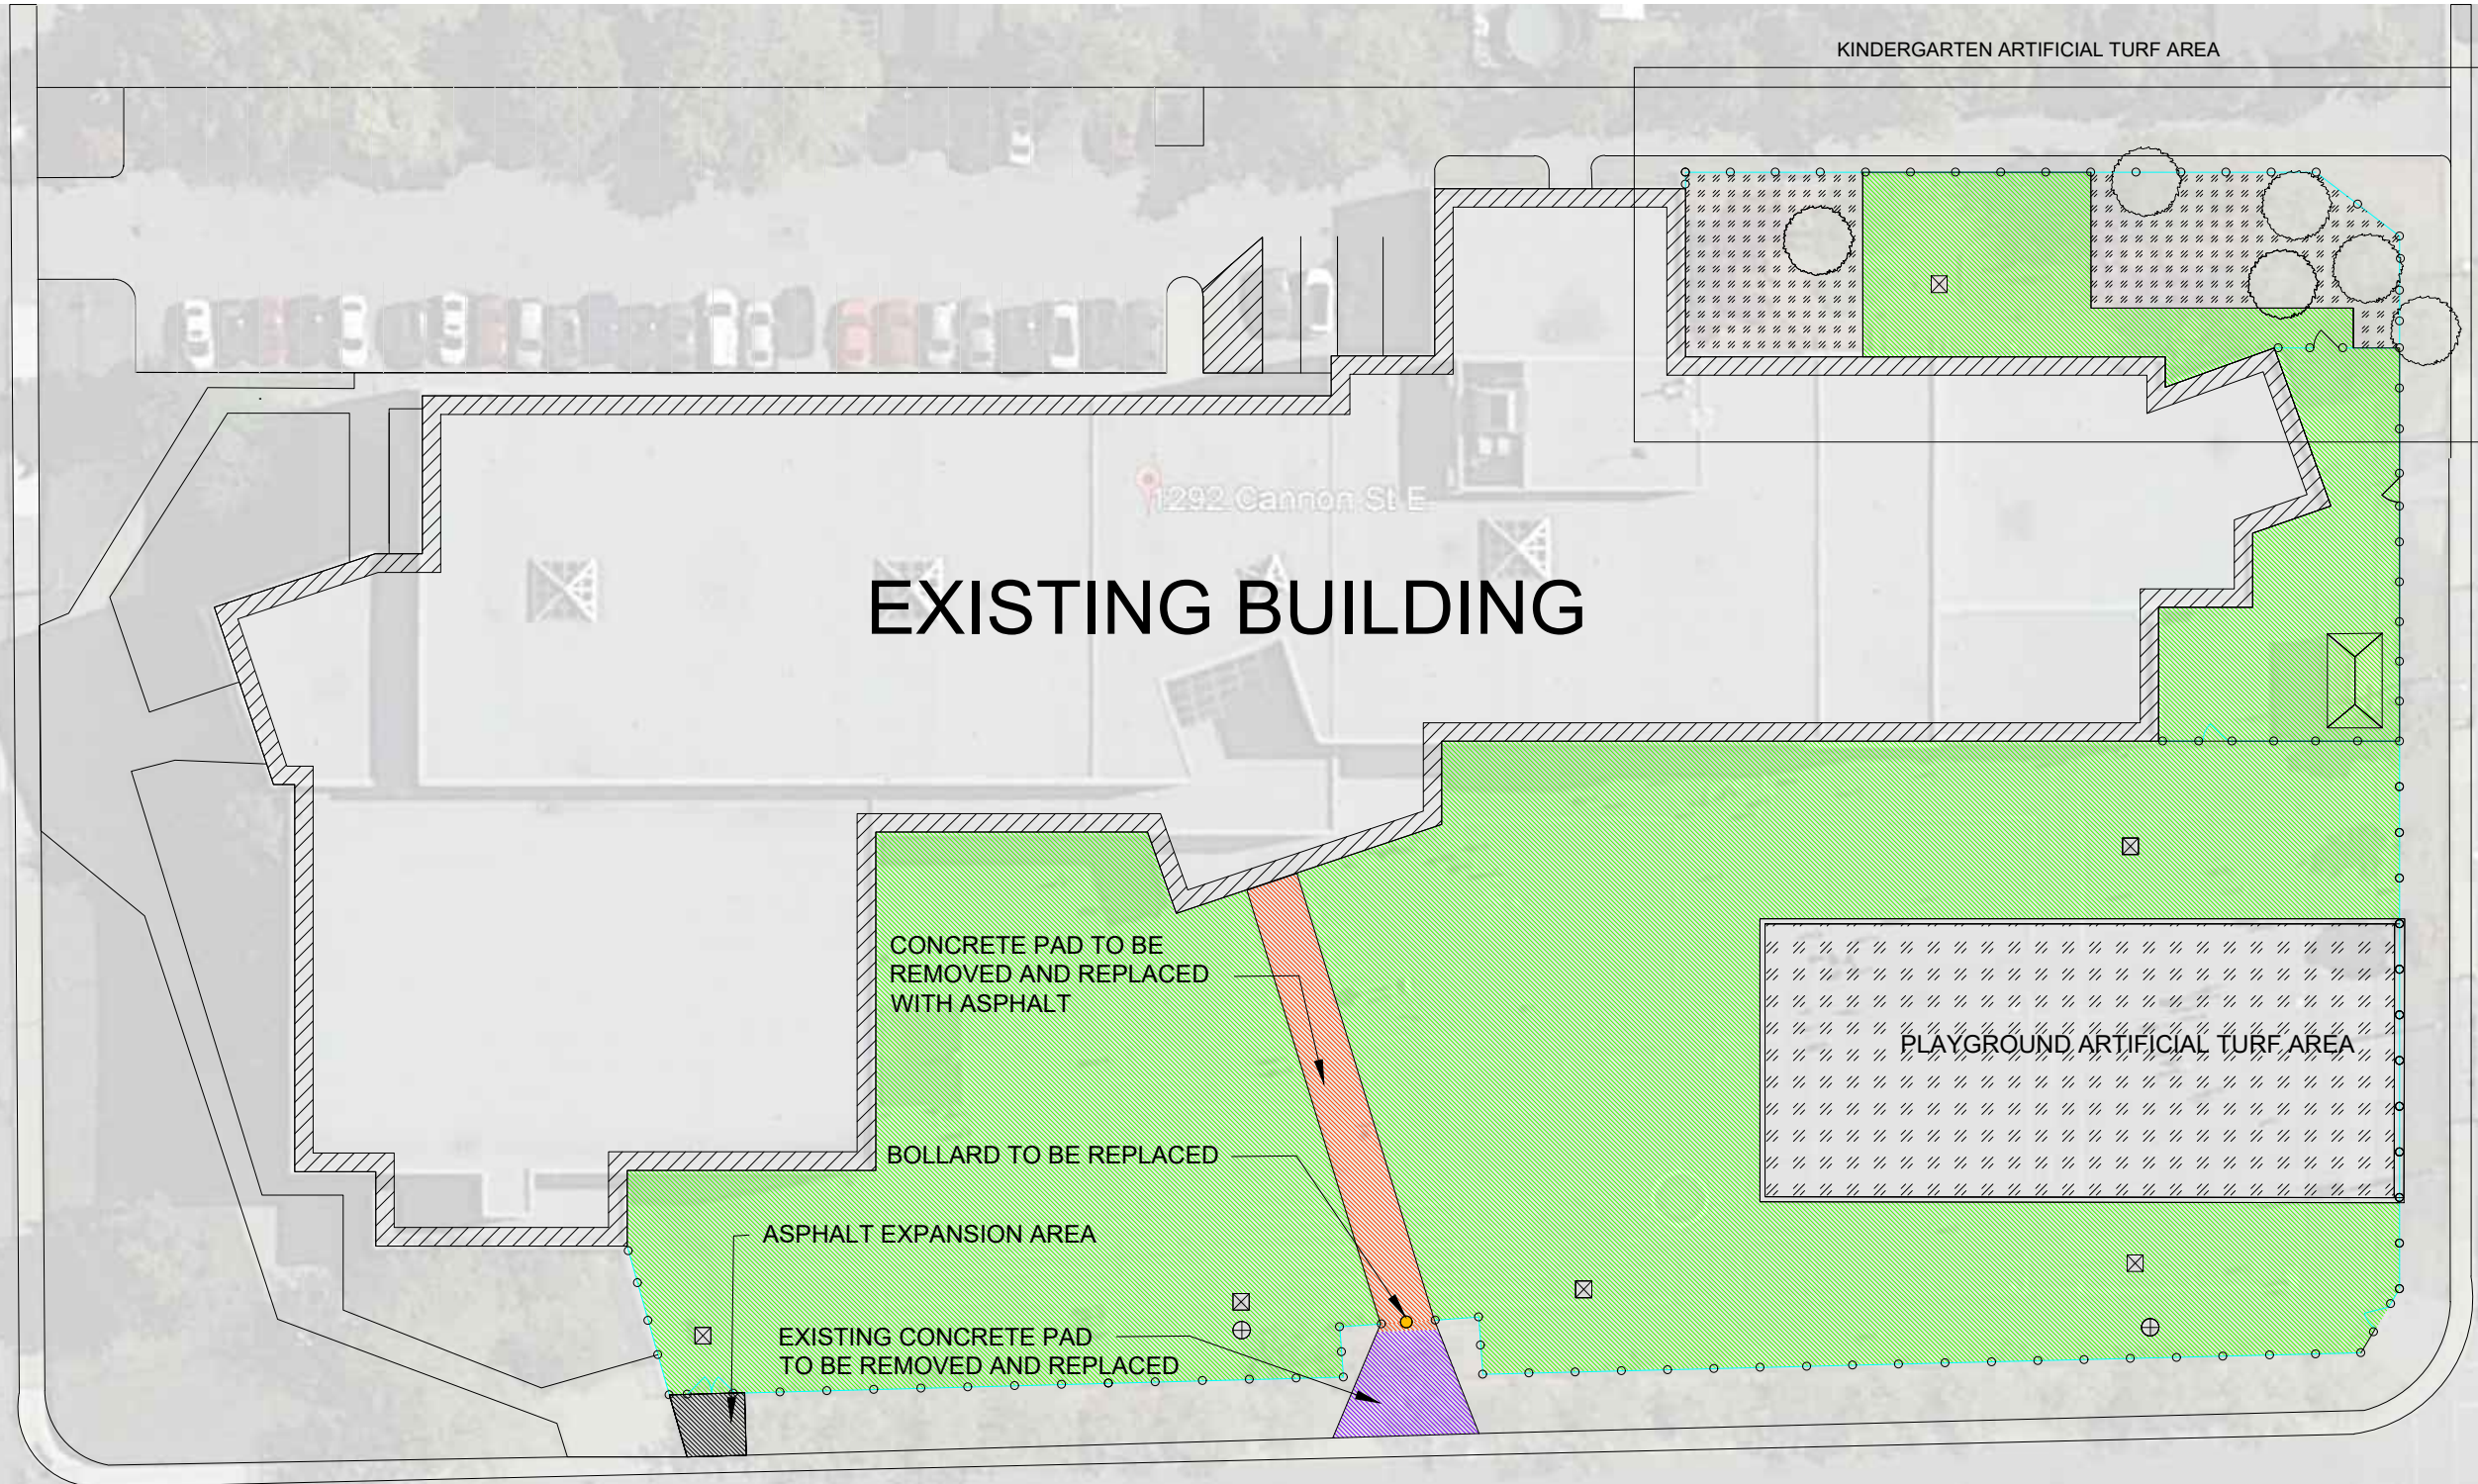 KINDERGARTEN ARTIFICIAL TURF AREA
1292 Cannon St E
EXISTING BUILDING
CONCRETE PAD TO BE
REMOVED AND REPLACED
WITH ASPHALT
PLAYGROUND ARTIFICIAL TURF AREA
BOLLARD TO BE REPLACED
ASPHALT EXPANSION AREA
EXISTING CONCRETE PAD
TO BE REMOVED AND REPLACED